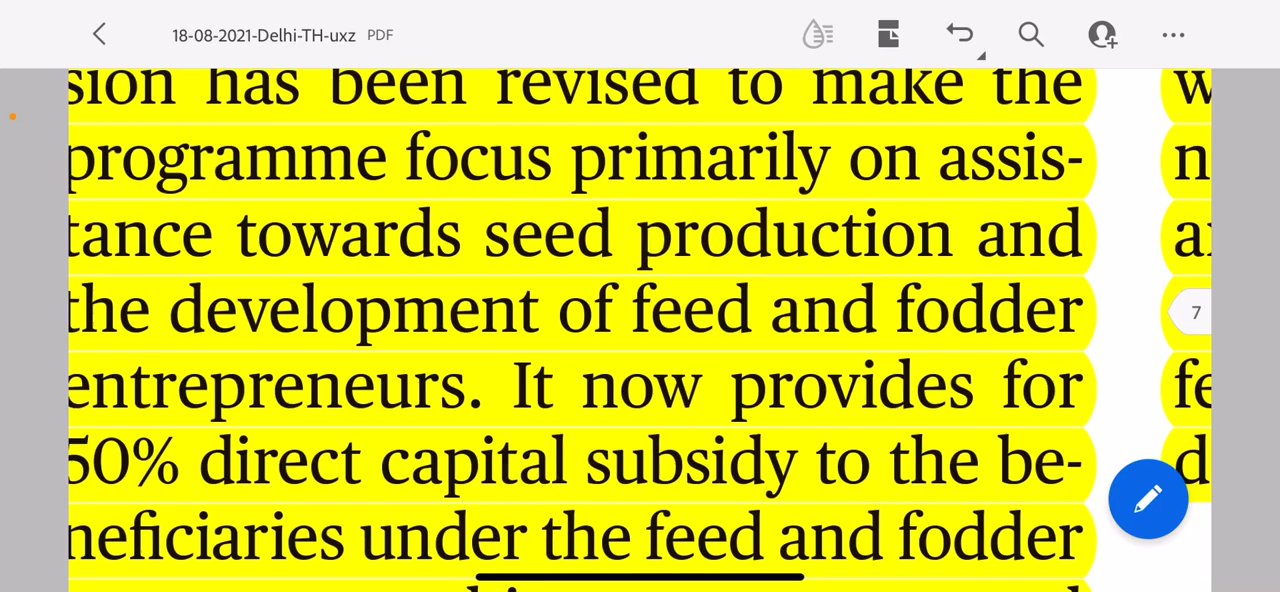 18-08-2021-Delhi-TH-uxz PDF
sion has been revised to make the
programme focus primarily on assis-
tance towards seed production and
the development of feed and fodder
entrepreneurs. It now provides for
50% direct capital subsidy to the be-
neficiaries under the feed and fodder
7